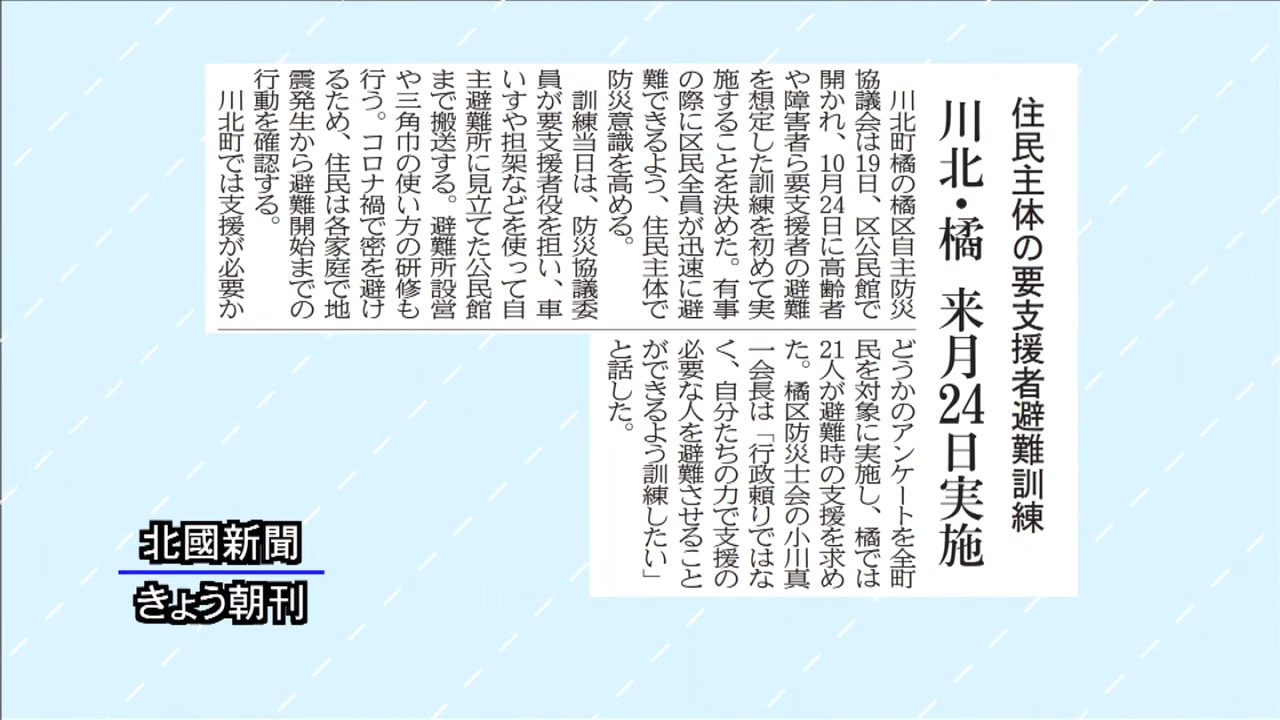 住民主体の要支援者避難訓練
川北・橘 来月24日実施
川北町橘の橘区自主防災
協議会は19日、区公民館で
開かれ、10月24日に高齢者
や障害者ら要支援者の避難
を想定した訓練を初めて実
施することを決めた。有事
の際に区民全員が迅速に避
難できるよう、住民主体で
防災意識を高める。
訓練当日は、防災協議委
員が要支援者役を担い、車
いすや担架などを使って自
主避難所に見立てた公民館
まで搬送する。避難所設営
や三角巾の使い方の研修も
行う。コロナ禍で密を避け
るため、住民は各家庭で地
震発生から避難開始までの
行動を確認する。
川北町では支援が必要か
どうかのアンケートを全町
民を対象に実施し、橘では
21人が避難時の支援を求め
た。橘区防災士会の小川真
一会長は「行政頼りではな
く、自分たちの力で支援の
必要な人を避難させること
ができるよう訓練したい」
と話した。
北國新聞
きょう朝刊